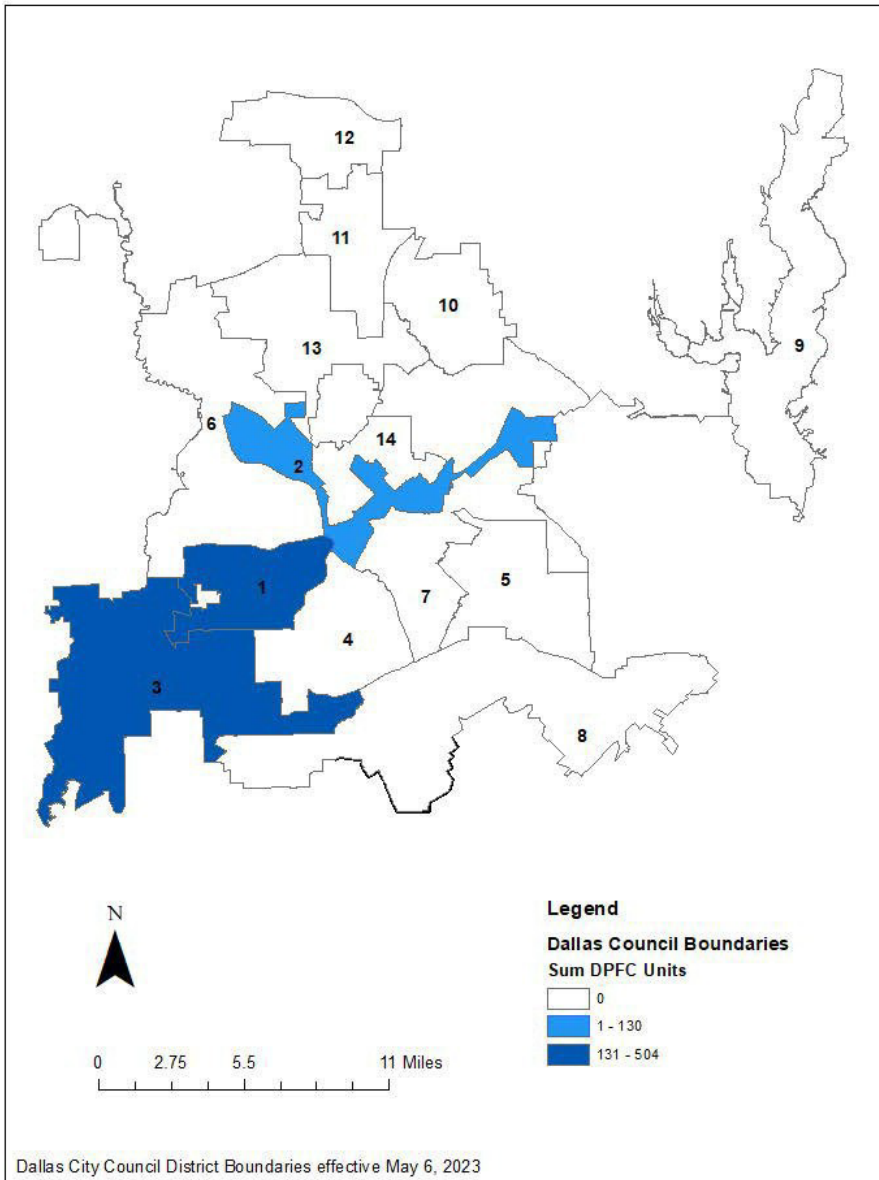 12
11
10
13
9
6
14
2
1
5
7
4
3
8
N
Legend
Dallas Council Boundaries
Sum DPFC Units
0
1 - 130
131 - 504
0 2.75 5.5 11 Miles
Dallas City Council District Boundaries effective May 6, 2023